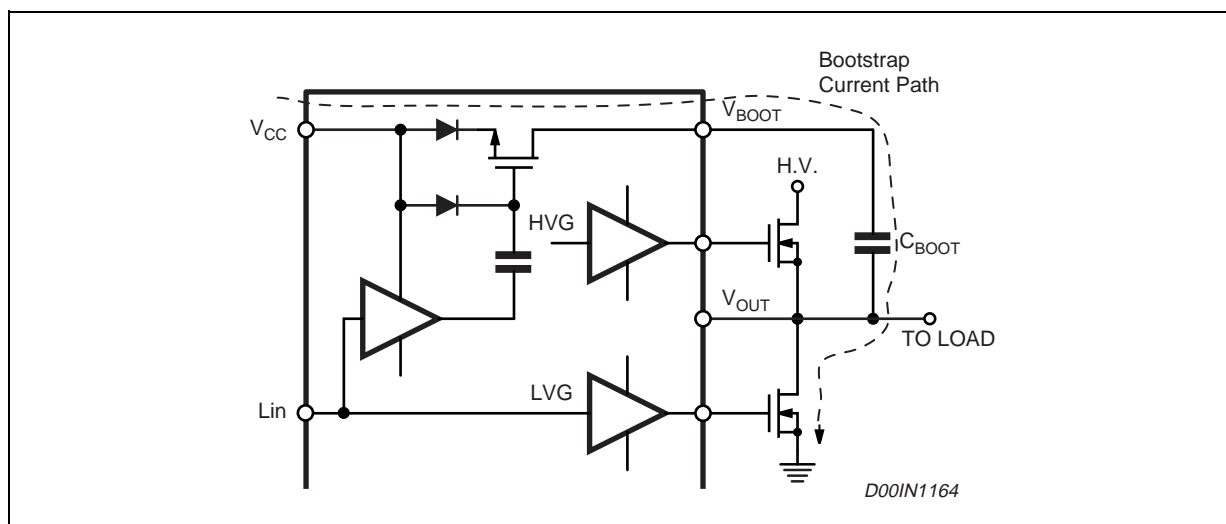 Bootstrap
Current Path
VCC
VBOOT
H.V.
HVG
CBOOT
VOUT
TO LOAD
Lin
LVG
D00IN1164